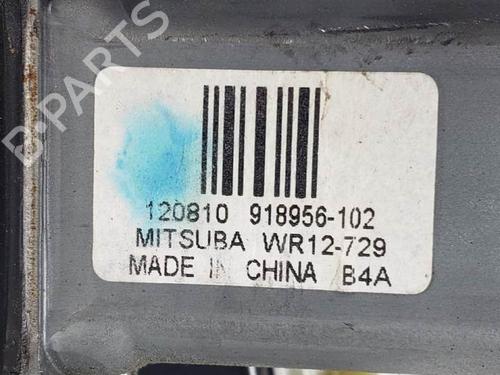 B-PARTS
120810 918956-102
MITSUBA WR12-729
MADE IN CHINA B4A